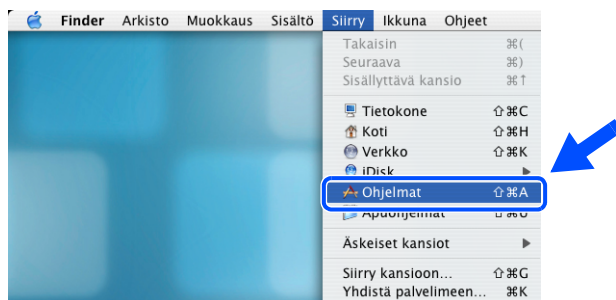 Finder Arkisto Muokkaus Sisältö Siirry Ikkuna Ohjeet
Takaisin ⌘(
Seuraava ⌘)
Sisällyttävä kansio ⌘↑
Tietokone ⇧⌘C
Koti ⇧⌘H
Verkko ⇧⌘K
iDisk ▶
Ohjelmat ⇧⌘A
Apuohjelmat ⇧⌘U
Äskeiset kansiot ▶
Siirry kansioon... ⇧⌘G
Yhdistä palvelimeen... ⌘K